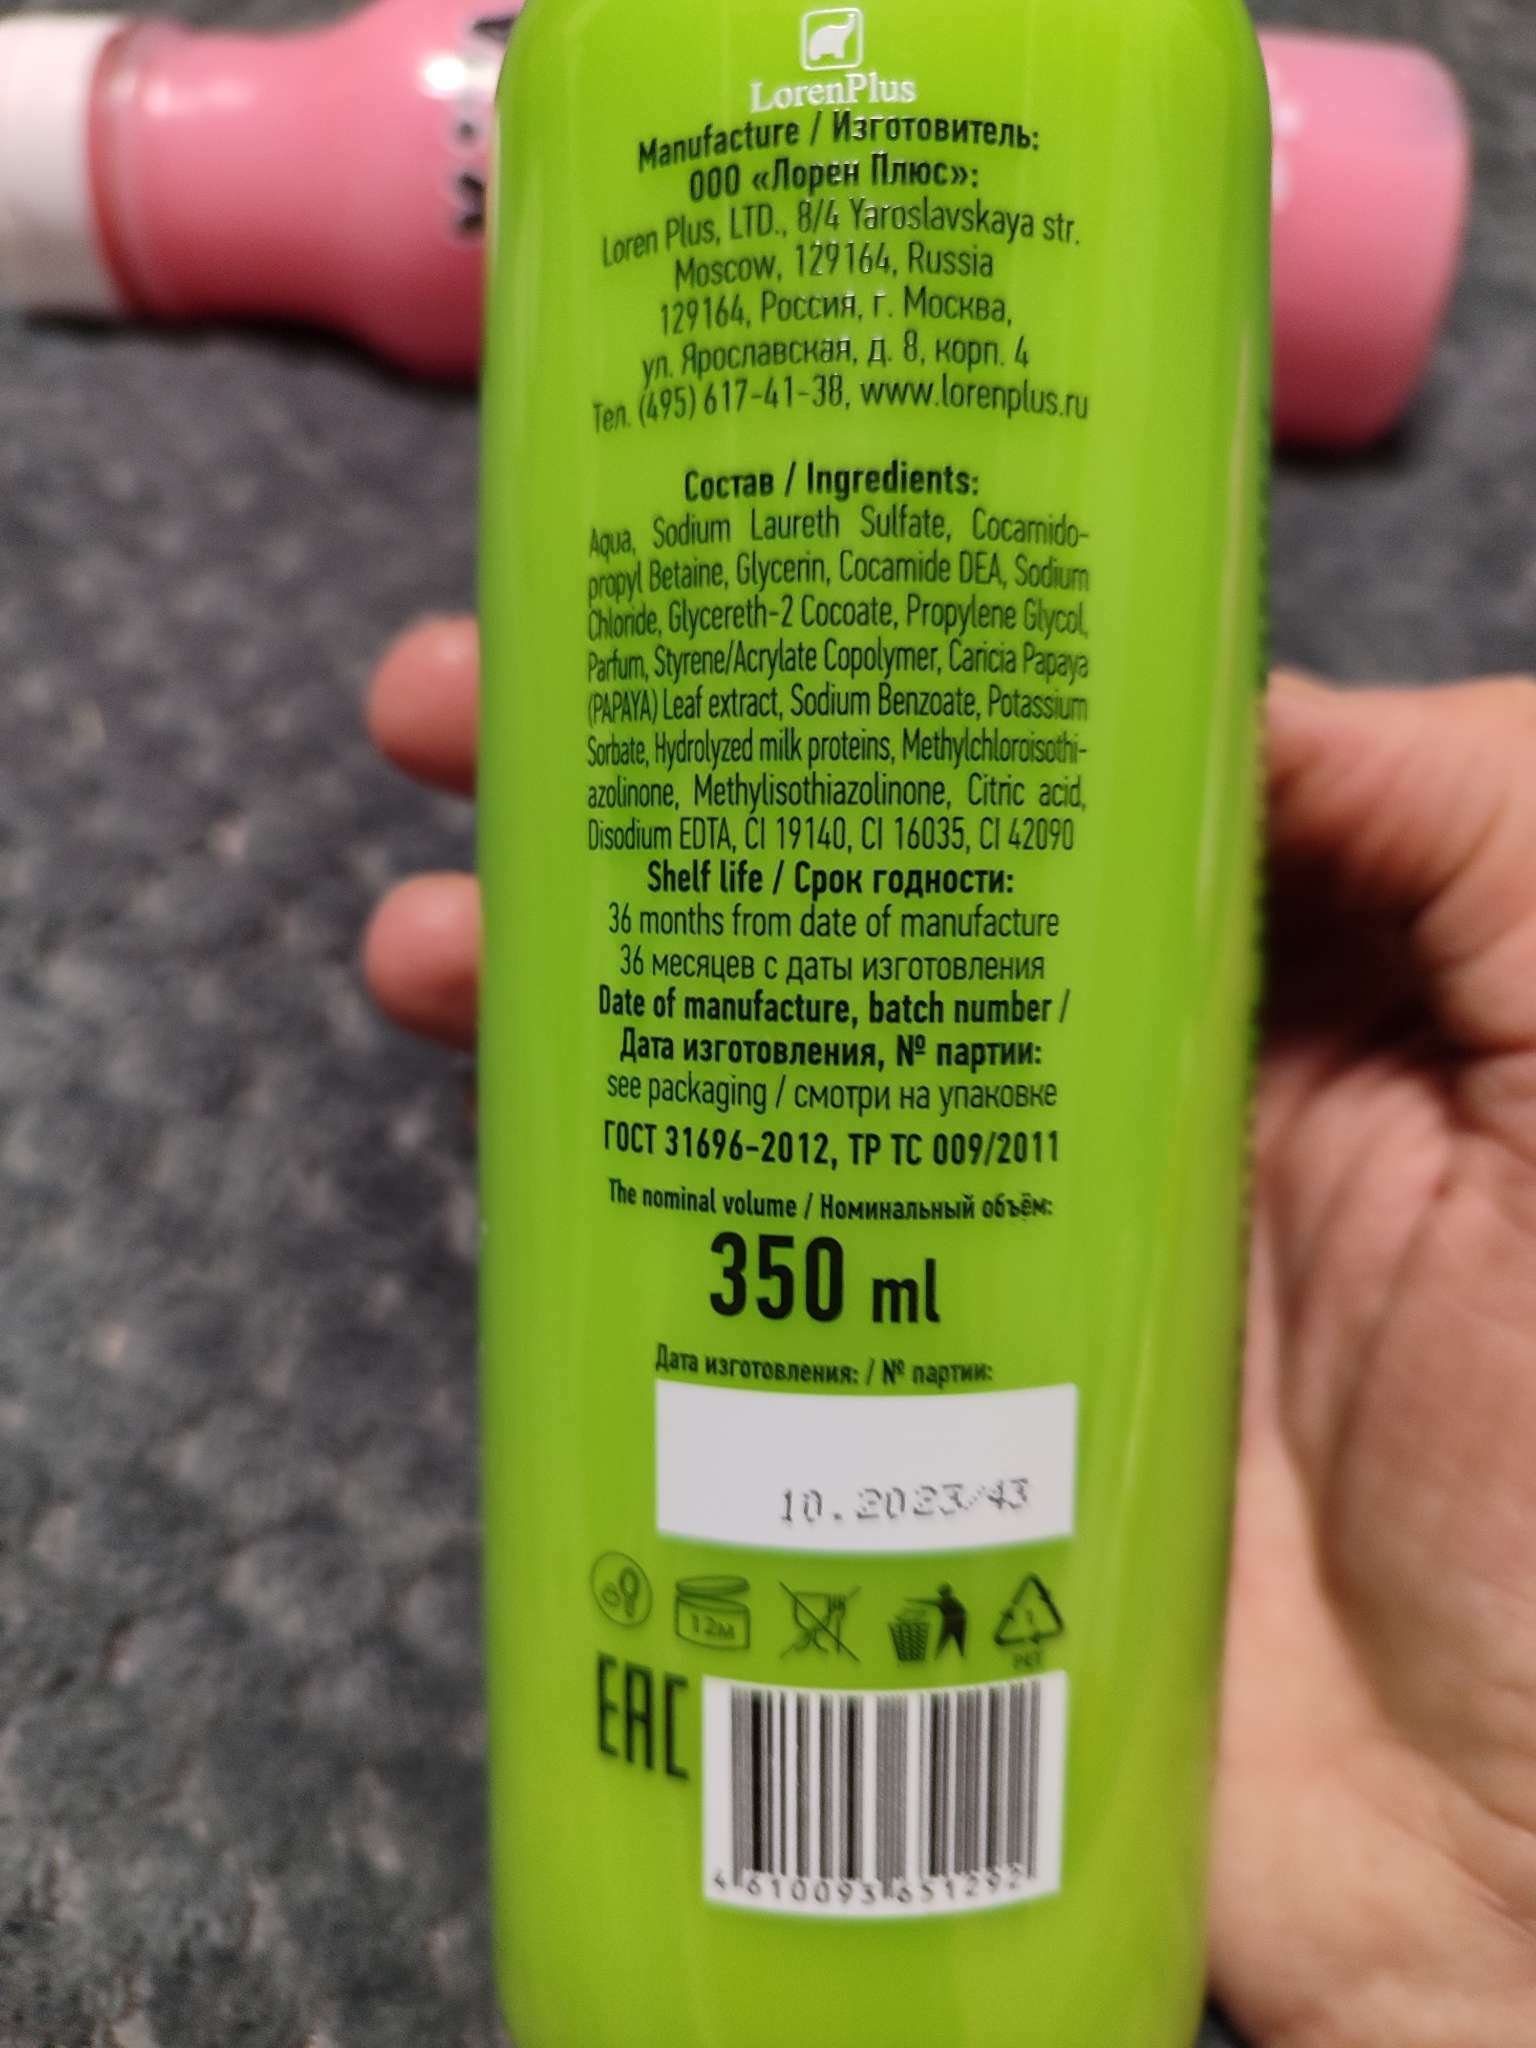 LorenPlus
Manufacture / Изготовитель:
ООО «Лорен Плюс»:
Loren Plus, LTD., 8/4 Yaroslavskaya str.
Moscow, 129164, Russia
129164, Россия, г. Москва,
ул. Ярославская, д. 8, корп. 4
Тел. (495) 617-41-38, www.lorenplus.ru
Состав / Ingredients:
Aqua, Sodium Laureth Sulfate, Cocamido-
propyl Betaine, Glycerin, Cocamide DEA, Sodium
Chloride, Glycereth-2 Cocoate, Propylene Glycol,
Parfum, Styrene/Acrylate Copolymer, Caricia Papaya
(PAPAYA) Leaf extract, Sodium Benzoate, Potassium
Sorbate, Hydrolyzed milk proteins, Methylchloroisothi-
azolinone, Methylisothiazolinone, Citric acid,
Disodium EDTA, CI 19140, CI 16035, CI 42090
Shelf life / Срок годности:
36 months from date of manufacture
36 месяцев с даты изготовления
Date of manufacture, batch number /
Дата изготовления, № партии:
see packaging / смотри на упаковке
ГОСТ 31696-2012, ТР ТС 009/2011
The nominal volume / Номинальный объём:
350 ml
Дата изготовления: / № партии:
10.2023/43
12М
1
PET
EAC
4 610093 651292